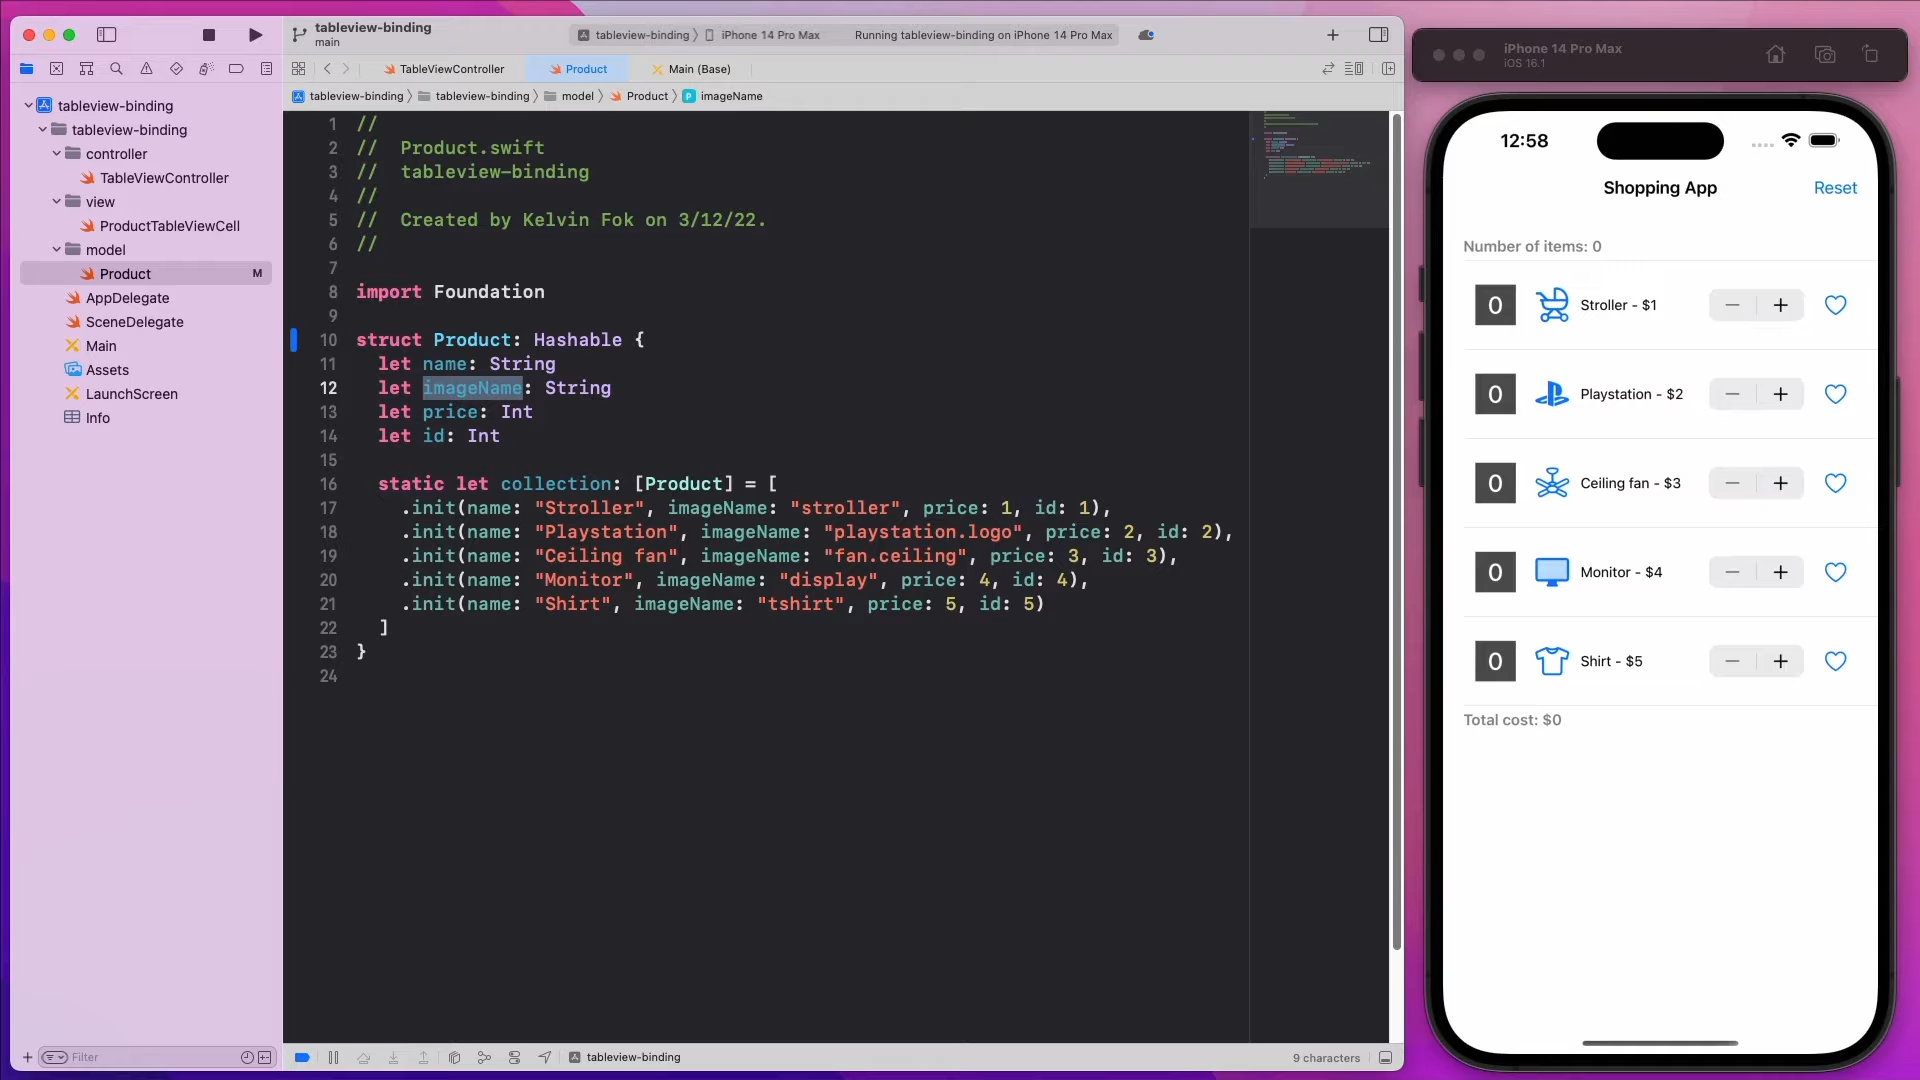 tableview-binding
main
tableview-binding
iPhone 14 Pro Max
Running tableview-binding on iPhone 14 Pro Max
TableViewController
Product
Main (Base)
tableview-binding
tableview-binding
model
Product
imageName
tableview-binding
tableview-binding
controller
TableViewController
view
ProductTableViewCell
model
Product M
AppDelegate
SceneDelegate
Main
Assets
LaunchScreen
Info
Filter
1 //
2 //  Product.swift
3 //  tableview-binding
4 //
5 //  Created by Kelvin Fok on 3/12/22.
6 //
7
8 import Foundation
9
10 struct Product: Hashable {
11   let name: String
12   let imageName: String
13   let price: Int
14   let id: Int
15
16   static let collection: [Product] = [
17     .init(name: "Stroller", imageName: "stroller", price: 1, id: 1),
18     .init(name: "Playstation", imageName: "playstation.logo", price: 2, id: 2),
19     .init(name: "Ceiling fan", imageName: "fan.ceiling", price: 3, id: 3),
20     .init(name: "Monitor", imageName: "display", price: 4, id: 4),
21     .init(name: "Shirt", imageName: "tshirt", price: 5, id: 5)
22   ]
23 }
24
tableview-binding
9 characters
iPhone 14 Pro Max
iOS 16.1
12:58
Shopping App
Reset
Number of items: 0
0 Stroller - $1 − +
0 Playstation - $2 − +
0 Ceiling fan - $3 − +
0 Monitor - $4 − +
0 Shirt - $5 − +
Total cost: $0